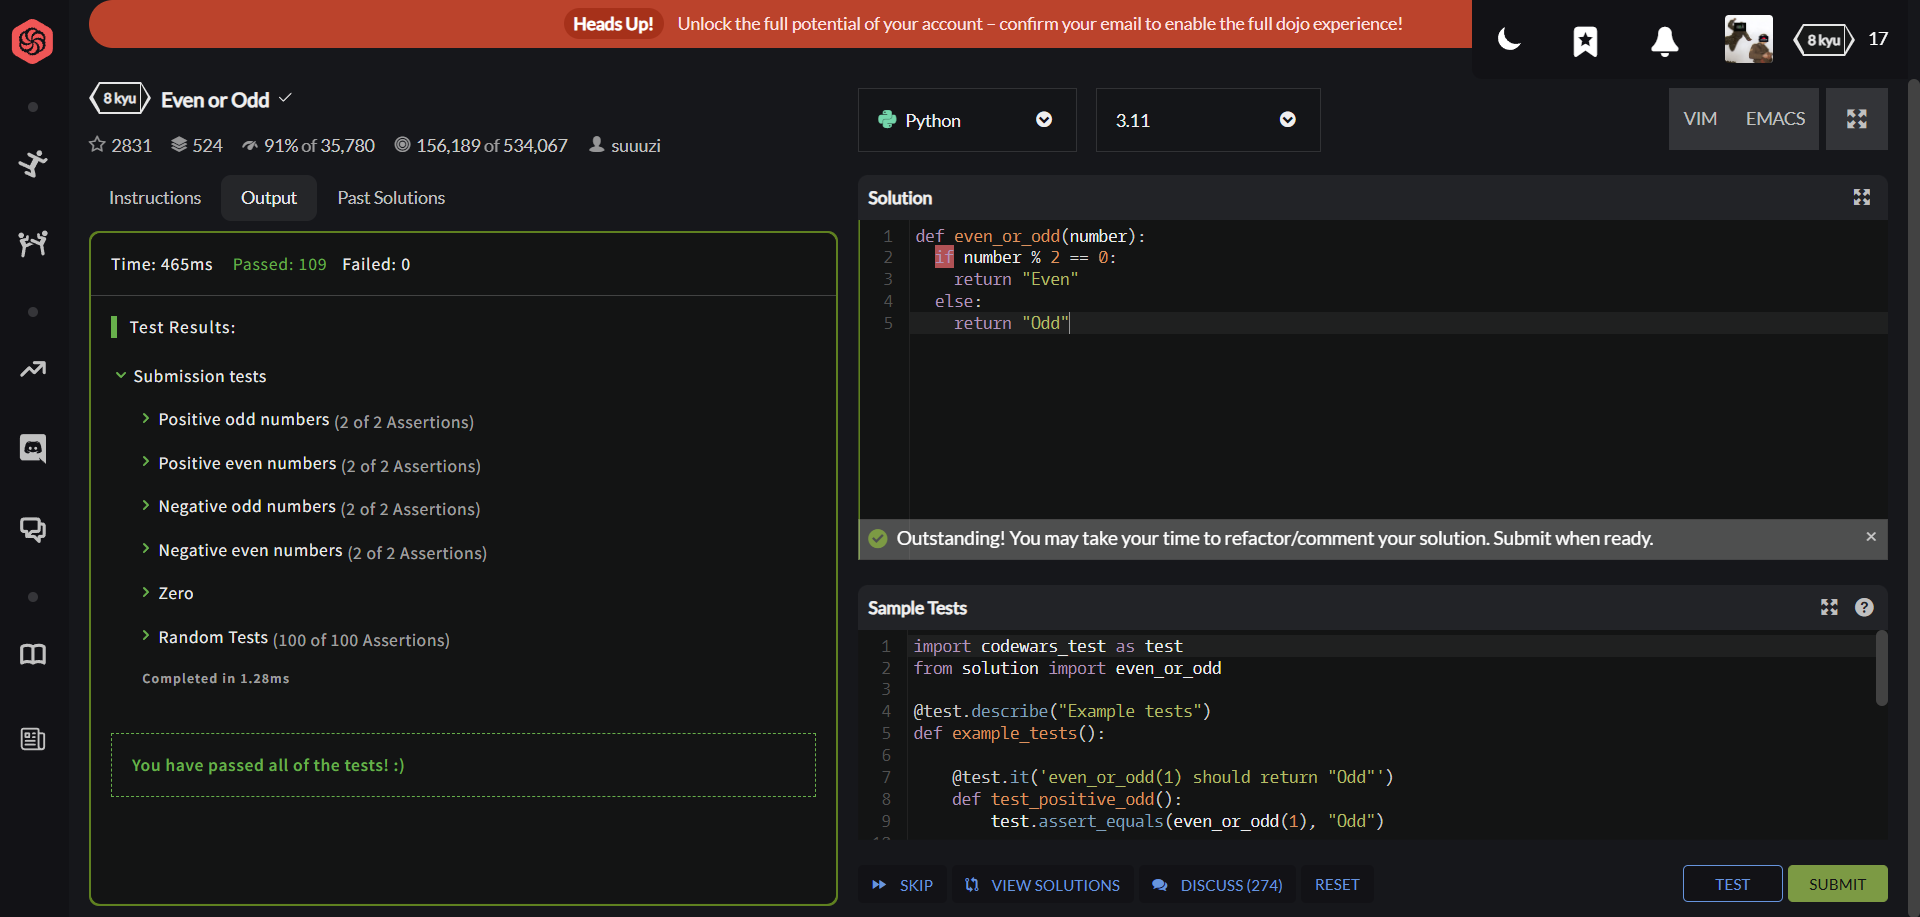 Heads Up! Unlock the full potential of your account – confirm your email to enable the full dojo experience!
8 kyu 17
8 kyu Even or Odd
2831 524 91% of 35,780 156,189 of 534,067 suuuzi
Instructions Output Past Solutions
Time: 465ms Passed: 109 Failed: 0
Test Results:
Submission tests
Positive odd numbers (2 of 2 Assertions)
Positive even numbers (2 of 2 Assertions)
Negative odd numbers (2 of 2 Assertions)
Negative even numbers (2 of 2 Assertions)
Zero
Random Tests (100 of 100 Assertions)
Completed in 1.28ms
You have passed all of the tests! :)
Python 3.11 VIM EMACS
Solution
1 def even_or_odd(number):
2 if number % 2 == 0:
3 return "Even"
4 else:
5 return "Odd"
Outstanding! You may take your time to refactor/comment your solution. Submit when ready. ×
Sample Tests ?
1 import codewars_test as test
2 from solution import even_or_odd
3
4 @test.describe("Example tests")
5 def example_tests():
6
7 @test.it('even_or_odd(1) should return "Odd"')
8 def test_positive_odd():
9 test.assert_equals(even_or_odd(1), "Odd")
SKIP VIEW SOLUTIONS DISCUSS (274) RESET TEST SUBMIT